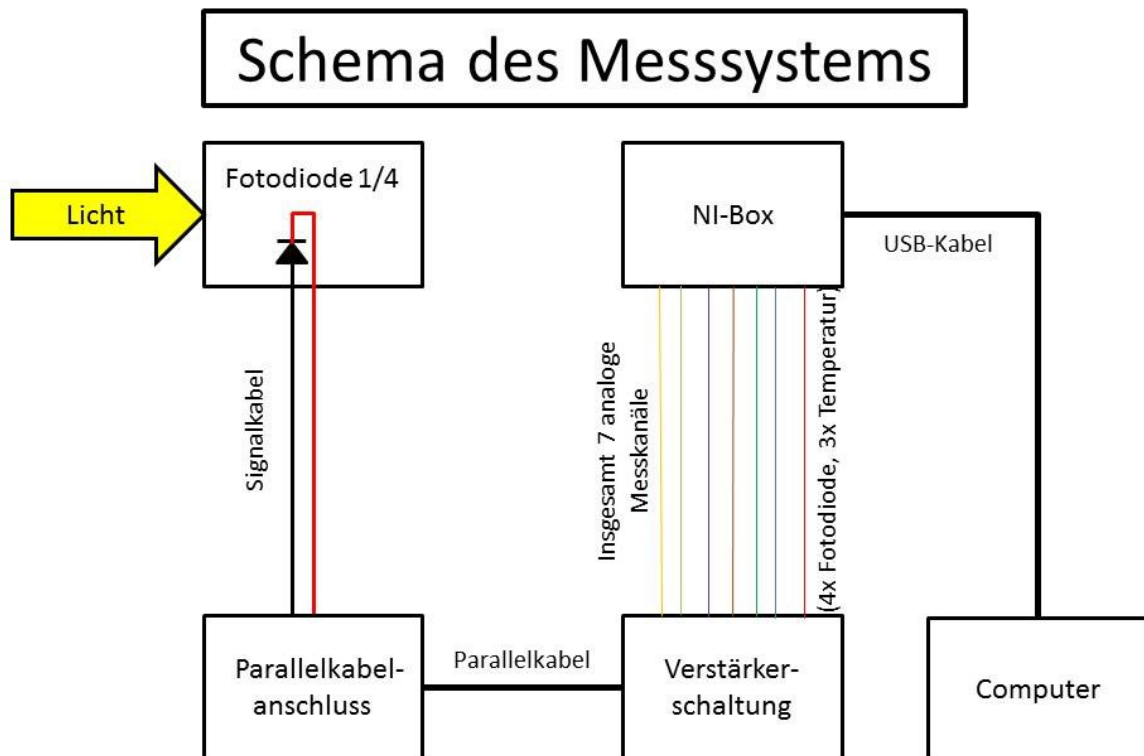 Schema des Messsystems
Licht
Fotodiode 1/4
NI-Box
USB-Kabel
Signalkabel
Insgesamt 7 analoge
Messkanäle
(4x Fotodiode, 3x Temperatur)
Parallelkabel-
anschluss
Parallelkabel
Verstärker-
schaltung
Computer